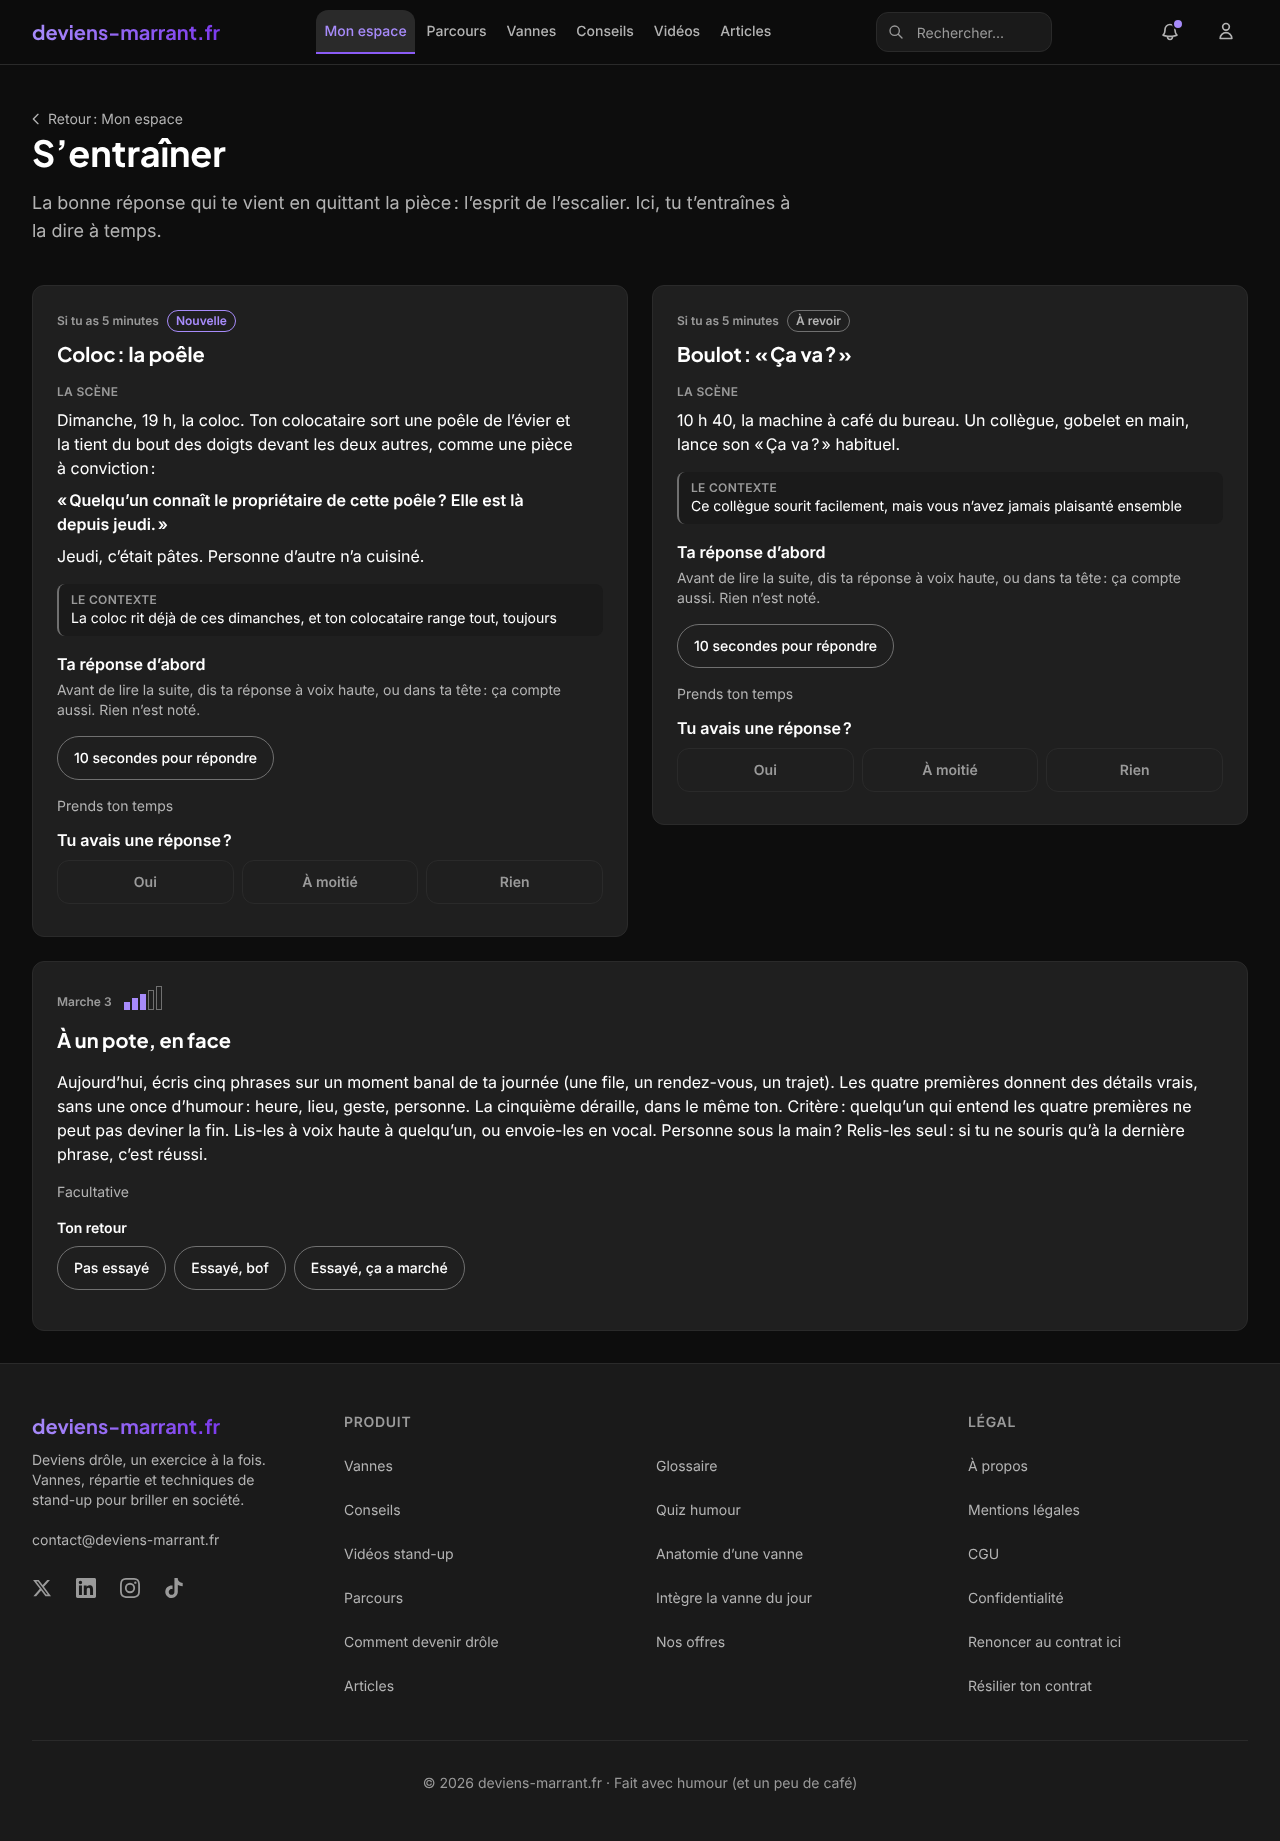 deviens-marrant.fr
Mon espace
Parcours
Vannes
Conseils
Vidéos
Articles
Rechercher...
Retour : Mon espace
S’entraîner
La bonne réponse qui te vient en quittant la pièce : l’esprit de l’escalier. Ici, tu t’entraînes à
la dire à temps.
Si tu as 5 minutes
Nouvelle
Coloc : la poêle
LA SCÈNE
Dimanche, 19 h, la coloc. Ton colocataire sort une poêle de l’évier et
la tient du bout des doigts devant les deux autres, comme une pièce
à conviction :
« Quelqu’un connaît le propriétaire de cette poêle ? Elle est là
depuis jeudi. »
Jeudi, c’était pâtes. Personne d’autre n’a cuisiné.
LE CONTEXTE
La coloc rit déjà de ces dimanches, et ton colocataire range tout, toujours
Ta réponse d’abord
Avant de lire la suite, dis ta réponse à voix haute, ou dans ta tête : ça compte
aussi. Rien n’est noté.
10 secondes pour répondre
Prends ton temps
Tu avais une réponse ?
Oui
À moitié
Rien
Si tu as 5 minutes
À revoir
Boulot : « Ça va ? »
LA SCÈNE
10 h 40, la machine à café du bureau. Un collègue, gobelet en main,
lance son « Ça va ? » habituel.
LE CONTEXTE
Ce collègue sourit facilement, mais vous n’avez jamais plaisanté ensemble
Ta réponse d’abord
Avant de lire la suite, dis ta réponse à voix haute, ou dans ta tête : ça compte
aussi. Rien n’est noté.
10 secondes pour répondre
Prends ton temps
Tu avais une réponse ?
Oui
À moitié
Rien
Marche 3
À un pote, en face
Aujourd’hui, écris cinq phrases sur un moment banal de ta journée (une file, un rendez-vous, un trajet). Les quatre premières donnent des détails vrais,
sans une once d’humour : heure, lieu, geste, personne. La cinquième déraille, dans le même ton. Critère : quelqu’un qui entend les quatre premières ne
peut pas deviner la fin. Lis-les à voix haute à quelqu’un, ou envoie-les en vocal. Personne sous la main ? Relis-les seul : si tu ne souris qu’à la dernière
phrase, c’est réussi.
Facultative
Ton retour
Pas essayé
Essayé, bof
Essayé, ça a marché
deviens-marrant.fr
Deviens drôle, un exercice à la fois.
Vannes, répartie et techniques de
stand-up pour briller en société.
contact@deviens-marrant.fr
PRODUIT
Vannes
Conseils
Vidéos stand-up
Parcours
Comment devenir drôle
Articles
Glossaire
Quiz humour
Anatomie d’une vanne
Intègre la vanne du jour
Nos offres
LÉGAL
À propos
Mentions légales
CGU
Confidentialité
Renoncer au contrat ici
Résilier ton contrat
© 2026 deviens-marrant.fr · Fait avec humour (et un peu de café)